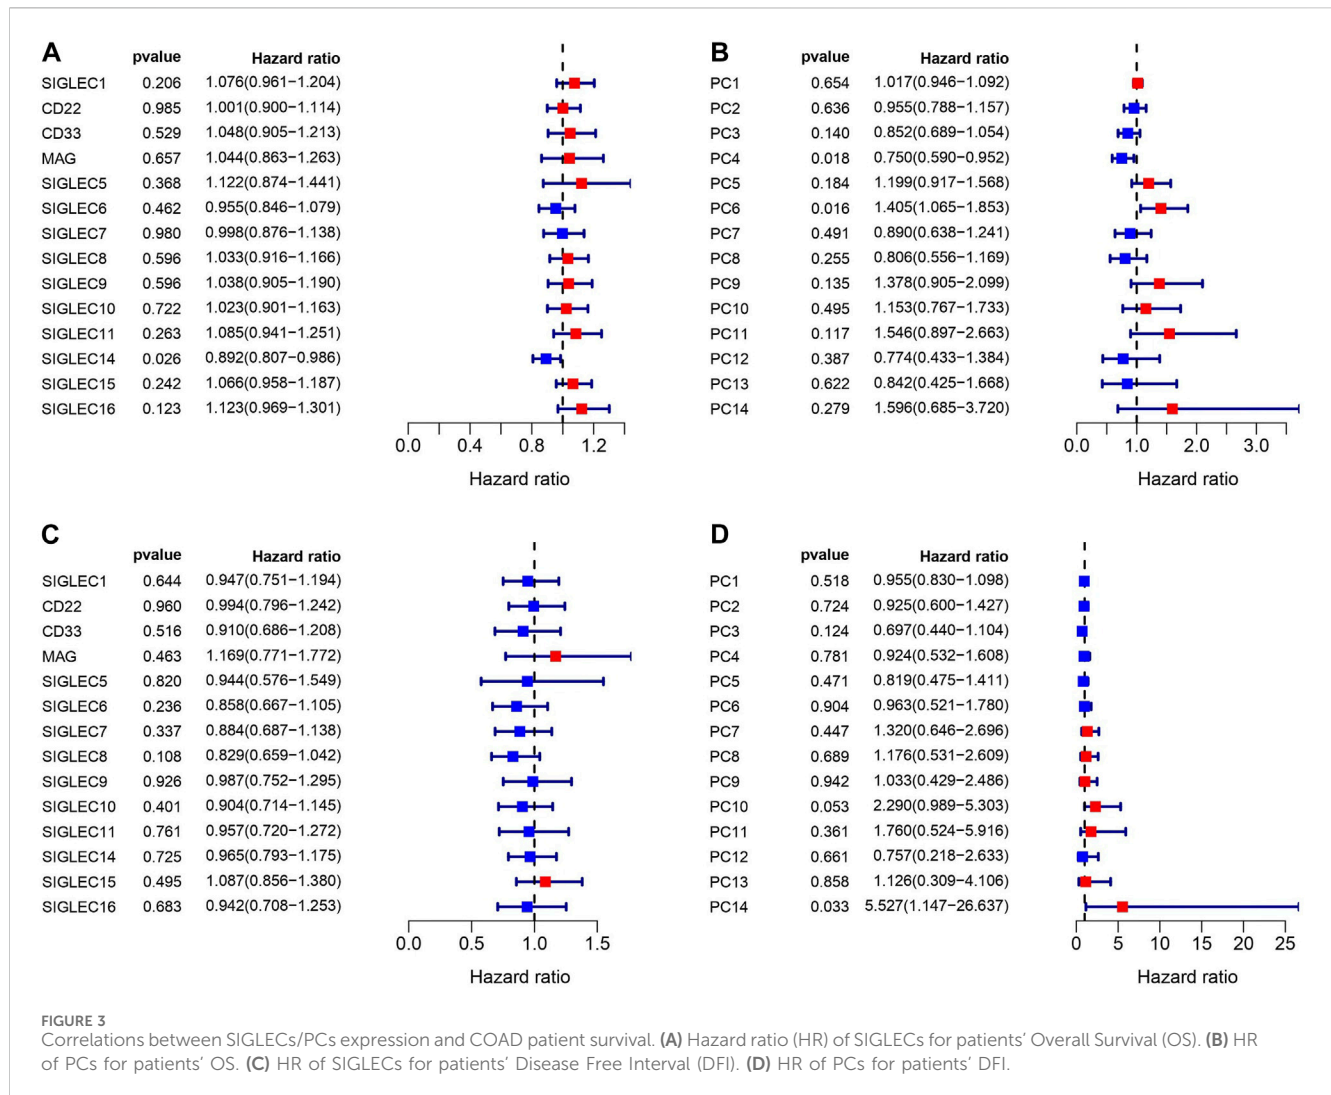 A
pvalue Hazard ratio
SIGLEC1 0.206 1.076(0.961−1.204)
CD22 0.985 1.001(0.900−1.114)
CD33 0.529 1.048(0.905−1.213)
MAG 0.657 1.044(0.863−1.263)
SIGLEC5 0.368 1.122(0.874−1.441)
SIGLEC6 0.462 0.955(0.846−1.079)
SIGLEC7 0.980 0.998(0.876−1.138)
SIGLEC8 0.596 1.033(0.916−1.166)
SIGLEC9 0.596 1.038(0.905−1.190)
SIGLEC10 0.722 1.023(0.901−1.163)
SIGLEC11 0.263 1.085(0.941−1.251)
SIGLEC14 0.026 0.892(0.807−0.986)
SIGLEC15 0.242 1.066(0.958−1.187)
SIGLEC16 0.123 1.123(0.969−1.301)
0.0 0.4 0.8 1.2
Hazard ratio
B
pvalue Hazard ratio
PC1 0.654 1.017(0.946−1.092)
PC2 0.636 0.955(0.788−1.157)
PC3 0.140 0.852(0.689−1.054)
PC4 0.018 0.750(0.590−0.952)
PC5 0.184 1.199(0.917−1.568)
PC6 0.016 1.405(1.065−1.853)
PC7 0.491 0.890(0.638−1.241)
PC8 0.255 0.806(0.556−1.169)
PC9 0.135 1.378(0.905−2.099)
PC10 0.495 1.153(0.767−1.733)
PC11 0.117 1.546(0.897−2.663)
PC12 0.387 0.774(0.433−1.384)
PC13 0.622 0.842(0.425−1.668)
PC14 0.279 1.596(0.685−3.720)
0.0 1.0 2.0 3.0
Hazard ratio
C
pvalue Hazard ratio
SIGLEC1 0.644 0.947(0.751−1.194)
CD22 0.960 0.994(0.796−1.242)
CD33 0.516 0.910(0.686−1.208)
MAG 0.463 1.169(0.771−1.772)
SIGLEC5 0.820 0.944(0.576−1.549)
SIGLEC6 0.236 0.858(0.667−1.105)
SIGLEC7 0.337 0.884(0.687−1.138)
SIGLEC8 0.108 0.829(0.659−1.042)
SIGLEC9 0.926 0.987(0.752−1.295)
SIGLEC10 0.401 0.904(0.714−1.145)
SIGLEC11 0.761 0.957(0.720−1.272)
SIGLEC14 0.725 0.965(0.793−1.175)
SIGLEC15 0.495 1.087(0.856−1.380)
SIGLEC16 0.683 0.942(0.708−1.253)
0.0 0.5 1.0 1.5
Hazard ratio
D
pvalue Hazard ratio
PC1 0.518 0.955(0.830−1.098)
PC2 0.724 0.925(0.600−1.427)
PC3 0.124 0.697(0.440−1.104)
PC4 0.781 0.924(0.532−1.608)
PC5 0.471 0.819(0.475−1.411)
PC6 0.904 0.963(0.521−1.780)
PC7 0.447 1.320(0.646−2.696)
PC8 0.689 1.176(0.531−2.609)
PC9 0.942 1.033(0.429−2.486)
PC10 0.053 2.290(0.989−5.303)
PC11 0.361 1.760(0.524−5.916)
PC12 0.661 0.757(0.218−2.633)
PC13 0.858 1.126(0.309−4.106)
PC14 0.033 5.527(1.147−26.637)
0 5 10 15 20 25
Hazard ratio
FIGURE 3
Correlations between SIGLECs/PCs expression and COAD patient survival. (A) Hazard ratio (HR) of SIGLECs for patients' Overall Survival (OS). (B) HR
of PCs for patients' OS. (C) HR of SIGLECs for patients' Disease Free Interval (DFI). (D) HR of PCs for patients' DFI.